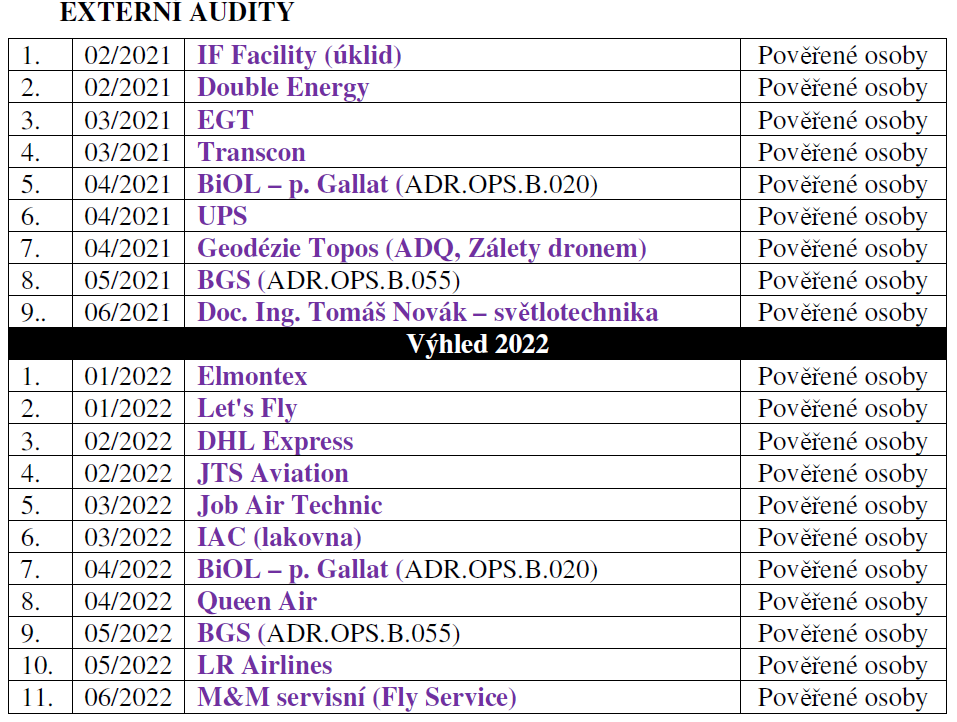 EXTERNÍ AUDITY
1. 02/2021 IF Facility (úklid) Pověřené osoby
2. 02/2021 Double Energy Pověřené osoby
3. 03/2021 EGT Pověřené osoby
4. 03/2021 Transcon Pověřené osoby
5. 04/2021 BiOL – p. Gallat (ADR.OPS.B.020) Pověřené osoby
6. 04/2021 UPS Pověřené osoby
7. 04/2021 Geodézie Topos (ADQ, Zálety dronem) Pověřené osoby
8. 05/2021 BGS (ADR.OPS.B.055) Pověřené osoby
9.. 06/2021 Doc. Ing. Tomáš Novák – světlotechnika Pověřené osoby
Výhled 2022
1. 01/2022 Elmontex Pověřené osoby
2. 01/2022 Let's Fly Pověřené osoby
3. 02/2022 DHL Express Pověřené osoby
4. 02/2022 JTS Aviation Pověřené osoby
5. 03/2022 Job Air Technic Pověřené osoby
6. 03/2022 IAC (lakovna) Pověřené osoby
7. 04/2022 BiOL – p. Gallat (ADR.OPS.B.020) Pověřené osoby
8. 04/2022 Queen Air Pověřené osoby
9. 05/2022 BGS (ADR.OPS.B.055) Pověřené osoby
10. 05/2022 LR Airlines Pověřené osoby
11. 06/2022 M&M servisní (Fly Service) Pověřené osoby